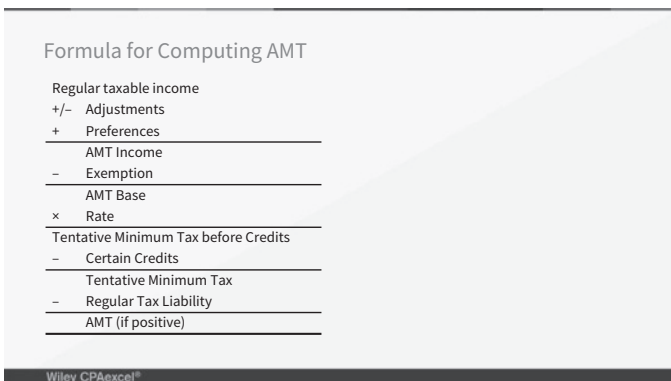 Formula for Computing AMT
Regular taxable income
+/– Adjustments
+ Preferences
AMT Income
– Exemption
AMT Base
× Rate
Tentative Minimum Tax before Credits
– Certain Credits
Tentative Minimum Tax
– Regular Tax Liability
AMT (if positive)
Wiley CPAexcel®